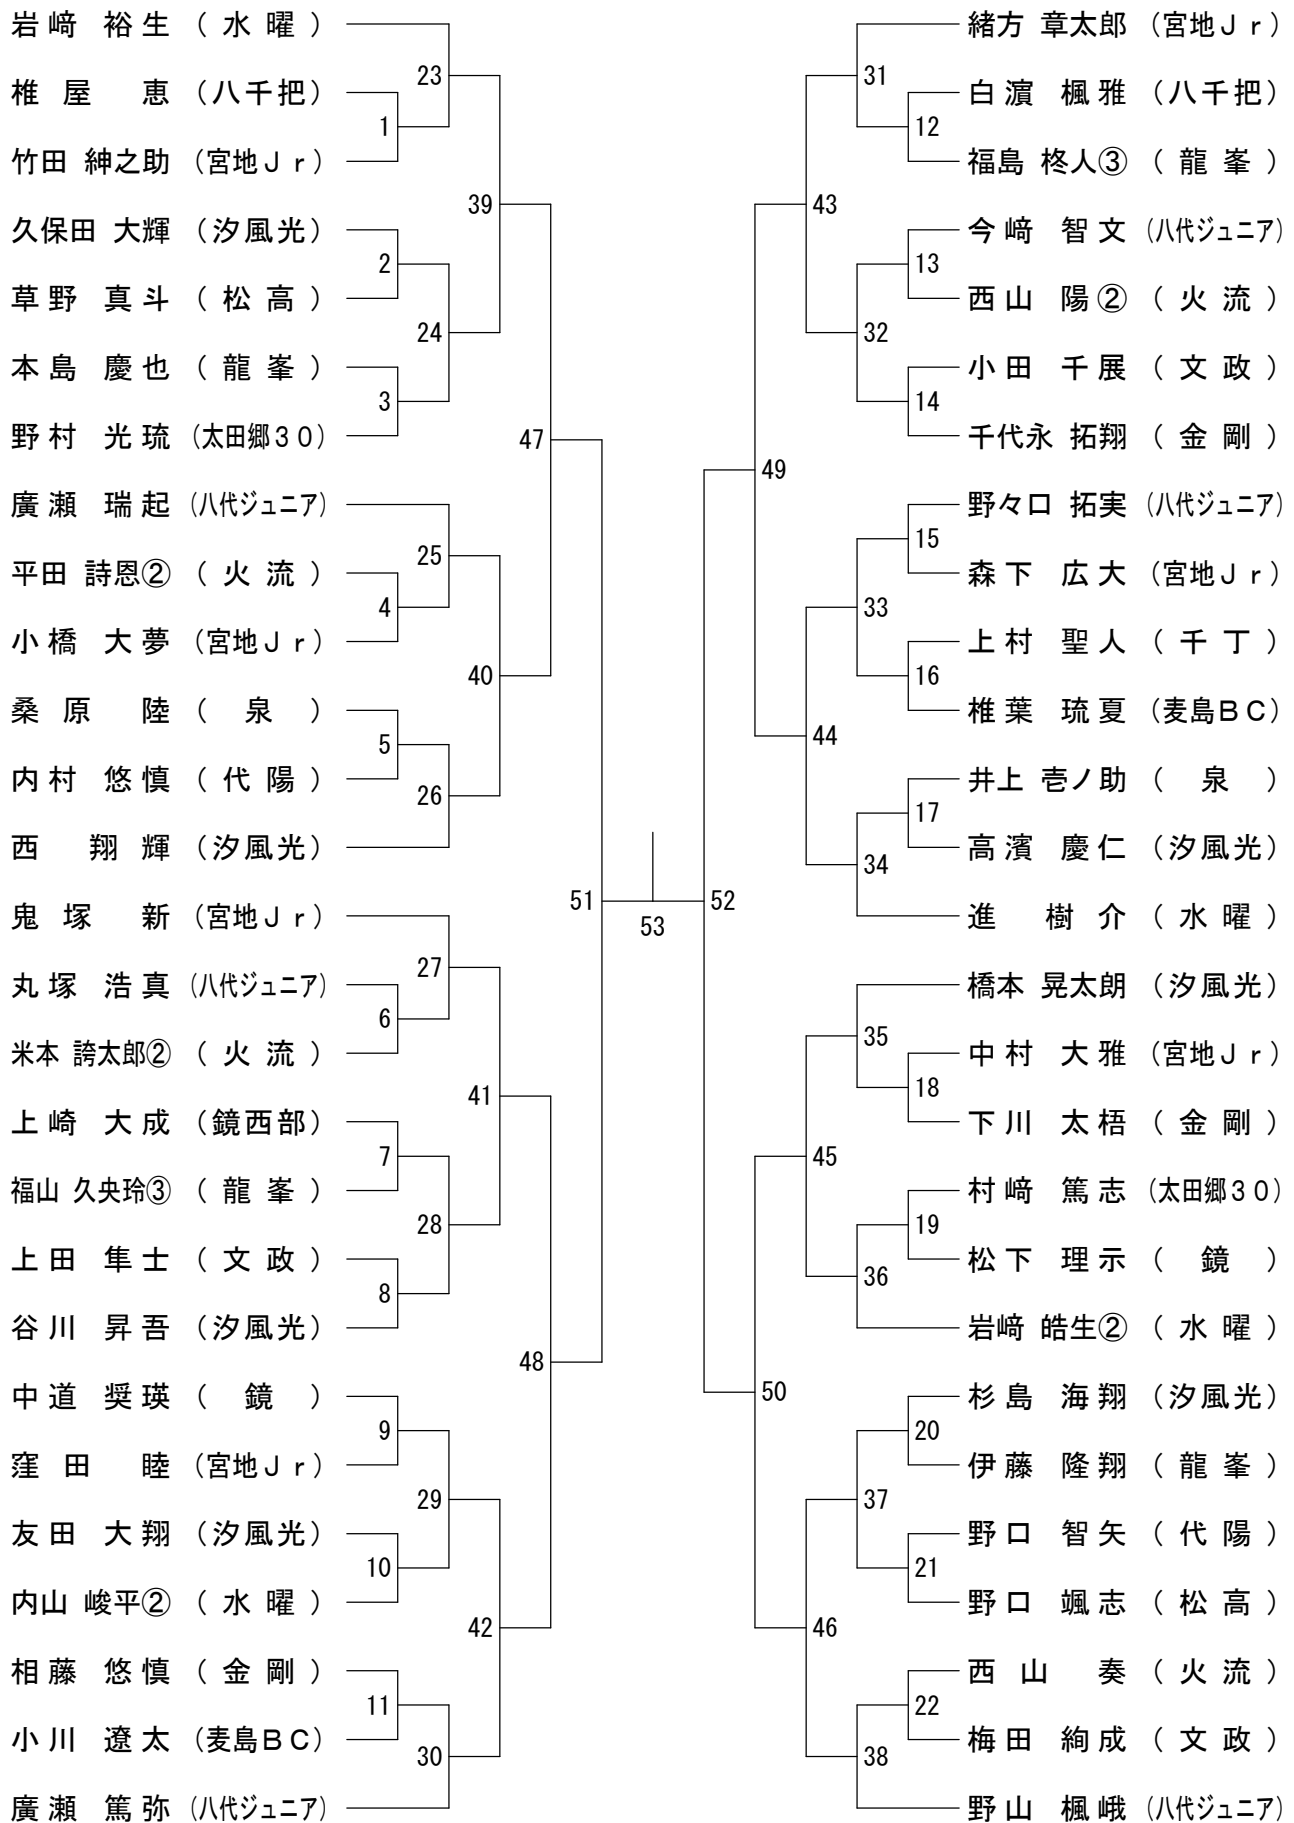 岩﨑 裕生 (水曜)
23
椎屋 恵 (八千把)
1
竹田 紳之助 (宮地Jr)
39
久保田 大輝 (汐風光)
2
草野 真斗 (松高)
24
本島 慶也 (龍峯)
3
野村 光琉 (太田郷30)
47
廣瀬 瑞起 (八代ジュニア)
25
平田 詩恩② (火流)
4
小橋 大夢 (宮地Jr)
40
桑原 陸 (泉)
5
内村 悠慎 (代陽)
26
西 翔輝 (汐風光)
51
鬼塚 新 (宮地Jr)
27
丸塚 浩真 (八代ジュニア)
6
米本 誇太郎② (火流)
41
上崎 大成 (鏡西部)
7
福山 久央玲③ (龍峯)
28
上田 隼士 (文政)
8
谷川 昇吾 (汐風光)
48
中道 奨瑛 (鏡)
9
窪田 睦 (宮地Jr)
29
友田 大翔 (汐風光)
10
内山 峻平② (水曜)
42
相藤 悠慎 (金剛)
11
小川 遼太 (麦島BC)
30
廣瀬 篤弥 (八代ジュニア)
53
緒方 章太郎 (宮地Jr)
31
白濵 楓雅 (八千把)
12
福島 柊人③ (龍峯)
43
今﨑 智文 (八代ジュニア)
13
西山 陽② (火流)
32
小田 千展 (文政)
14
千代永 拓翔 (金剛)
49
野々口 拓実 (八代ジュニア)
15
森下 広大 (宮地Jr)
33
上村 聖人 (千丁)
16
椎葉 琉夏 (麦島BC)
44
井上 壱ノ助 (泉)
17
高濱 慶仁 (汐風光)
34
進 樹介 (水曜)
52
橋本 晃太朗 (汐風光)
35
中村 大雅 (宮地Jr)
18
下川 太梧 (金剛)
45
村﨑 篤志 (太田郷30)
19
松下 理示 (鏡)
36
岩﨑 皓生② (水曜)
50
杉島 海翔 (汐風光)
20
伊藤 隆翔 (龍峯)
37
野口 智矢 (代陽)
21
野口 颯志 (松高)
46
西山 奏 (火流)
22
梅田 絢成 (文政)
38
野山 楓峨 (八代ジュニア)